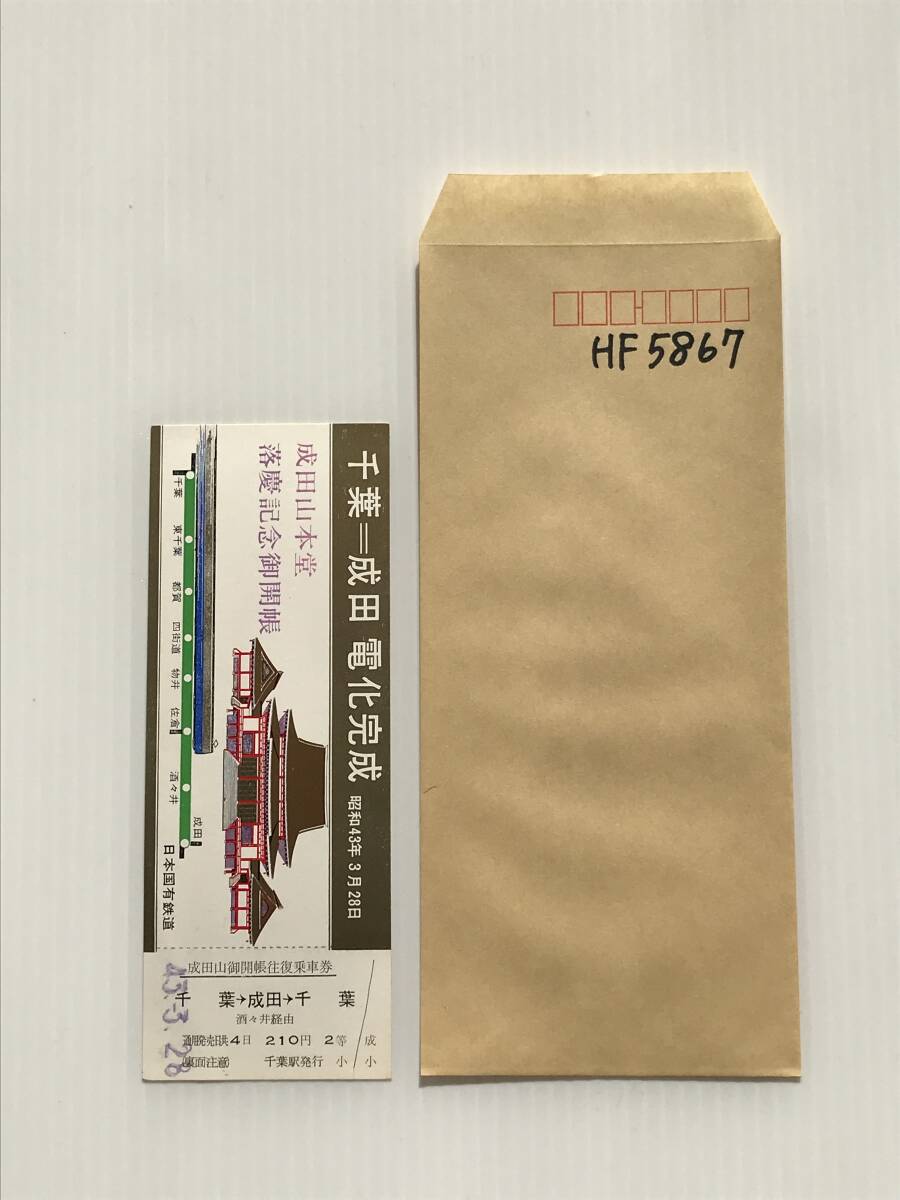 千葉＝成田 電化完成 昭和43年3月28日
成田山本堂
落慶記念御開帳
千葉 東千葉 都賀 四街道 物井 佐倉 酒々井 成田
日本国有鉄道
成田山御開帳往復乗車券
千葉→成田→千葉
酒々井経由
通用発売日共4日 210円 2等 成
裏面注意 千葉駅発行 小 小
43.-3.28
HF5867